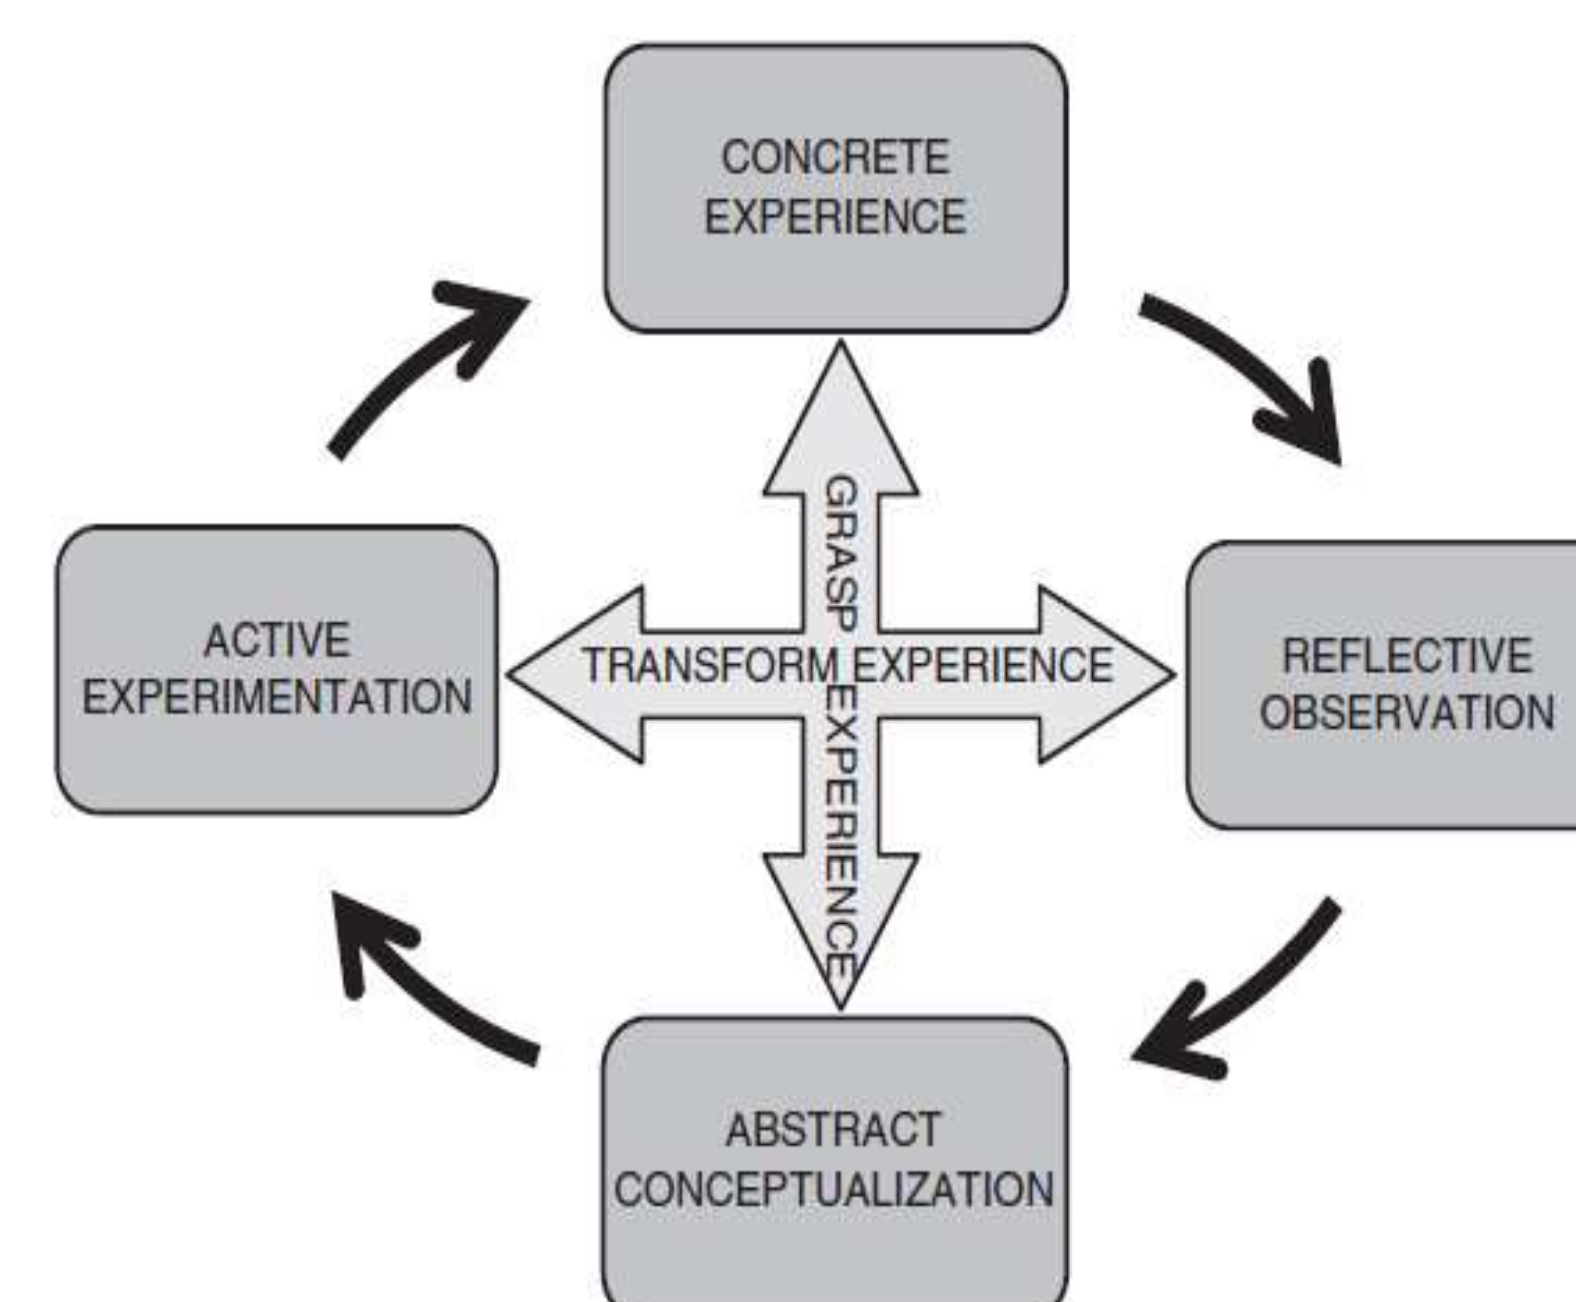 CONCRETE
EXPERIENCE
GRASP EXPERIENCE
ACTIVE
EXPERIMENTATION
TRANSFORM EXPERIENCE
REFLECTIVE
OBSERVATION
ABSTRACT
CONCEPTUALIZATION